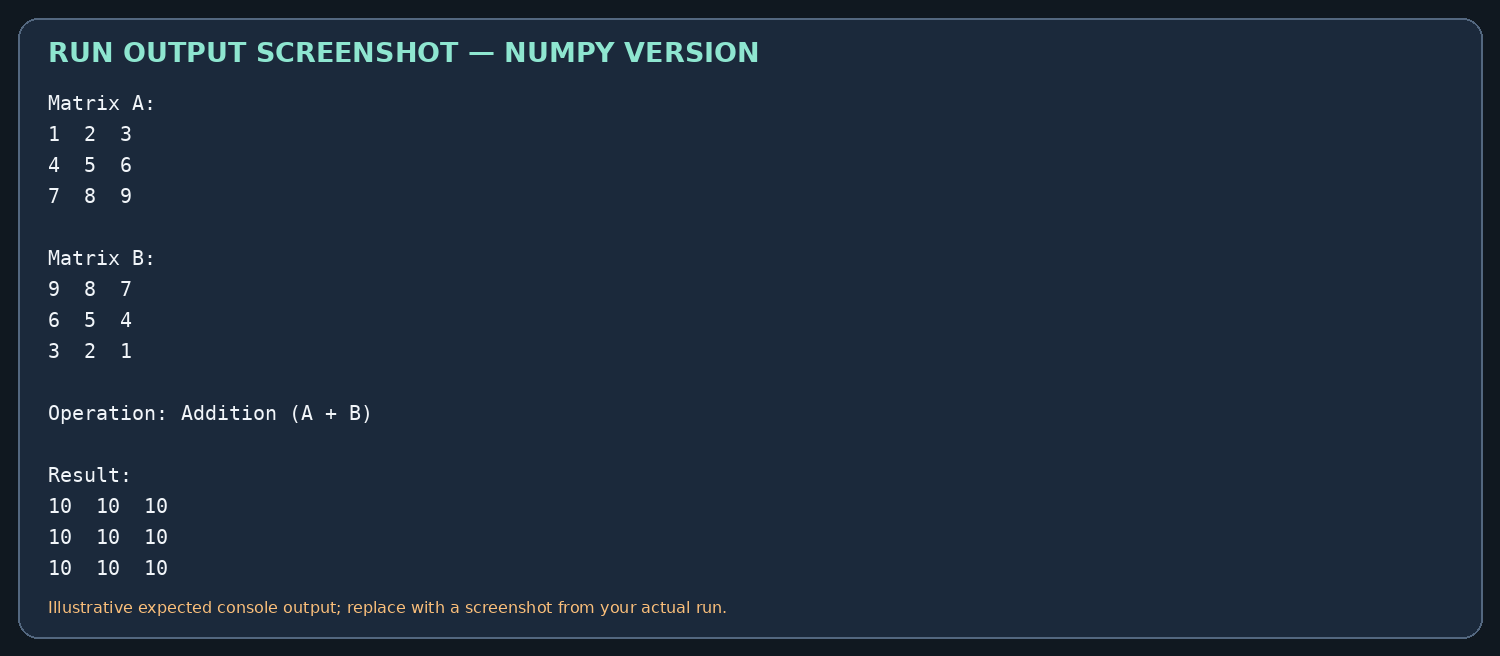 RUN OUTPUT SCREENSHOT — NUMPY VERSION
Matrix A:
1  2  3
4  5  6
7  8  9
Matrix B:
9  8  7
6  5  4
3  2  1
Operation: Addition (A + B)
Result:
10  10  10
10  10  10
10  10  10
Illustrative expected console output; replace with a screenshot from your actual run.